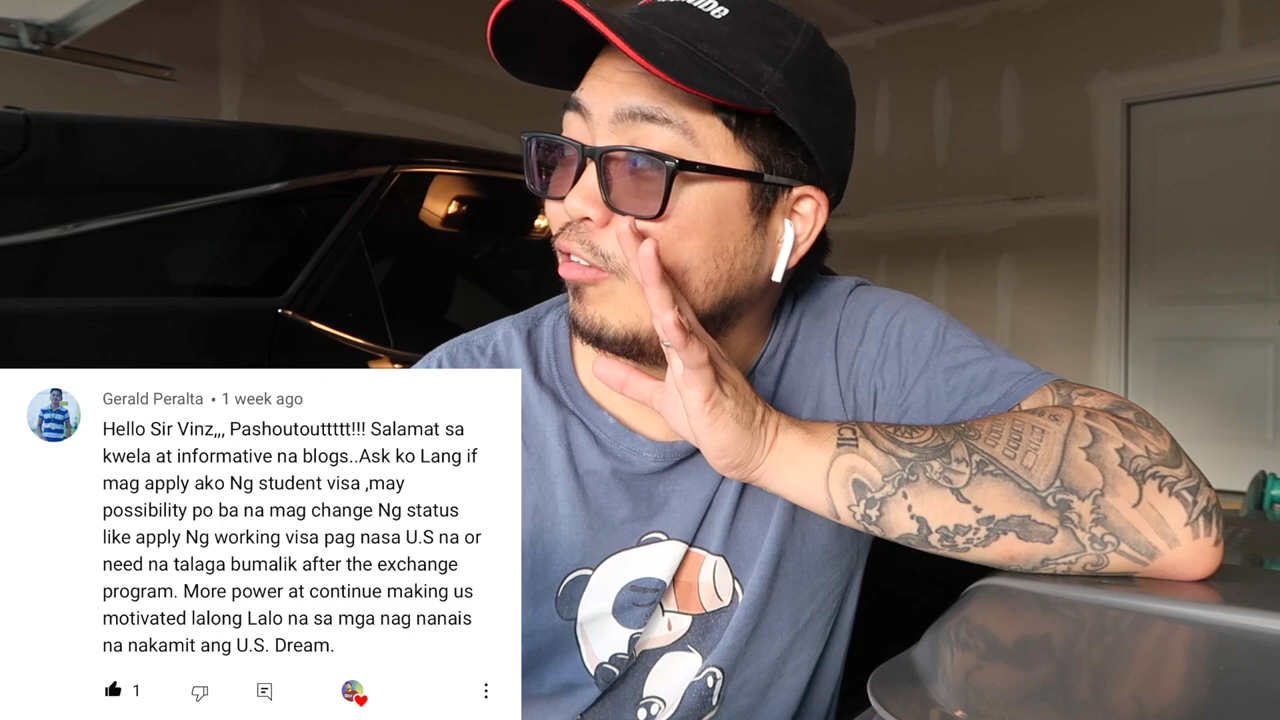 Gerald Peralta • 1 week ago
Hello Sir Vinz,,, Pashoutouttttt!!! Salamat sa
kwela at informative na blogs..Ask ko Lang if
mag apply ako Ng student visa ,may
possibility po ba na mag change Ng status
like apply Ng working visa pag nasa U.S na or
need na talaga bumalik after the exchange
program. More power at continue making us
motivated lalong Lalo na sa mga nag nanais
na nakamit ang U.S. Dream.
1